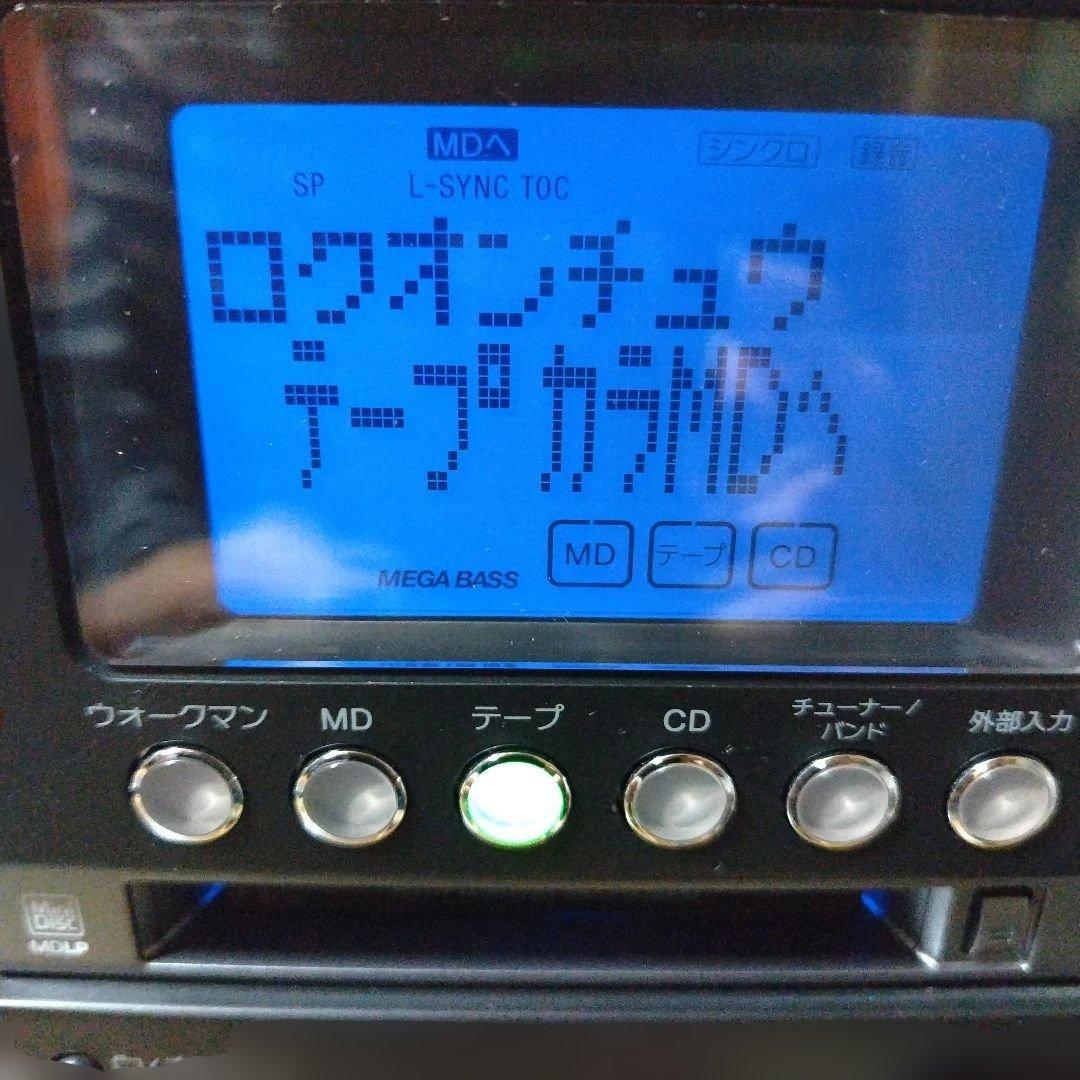 MDへ シンクロ 録音
SP L-SYNC TOC
ロクオンチュウ
テープカラMDヘ
MEGA BASS MD テープ CD
ウォークマン MD テープ CD チューナー/ 外部入力
バンド
Mini
Disc
MDLP